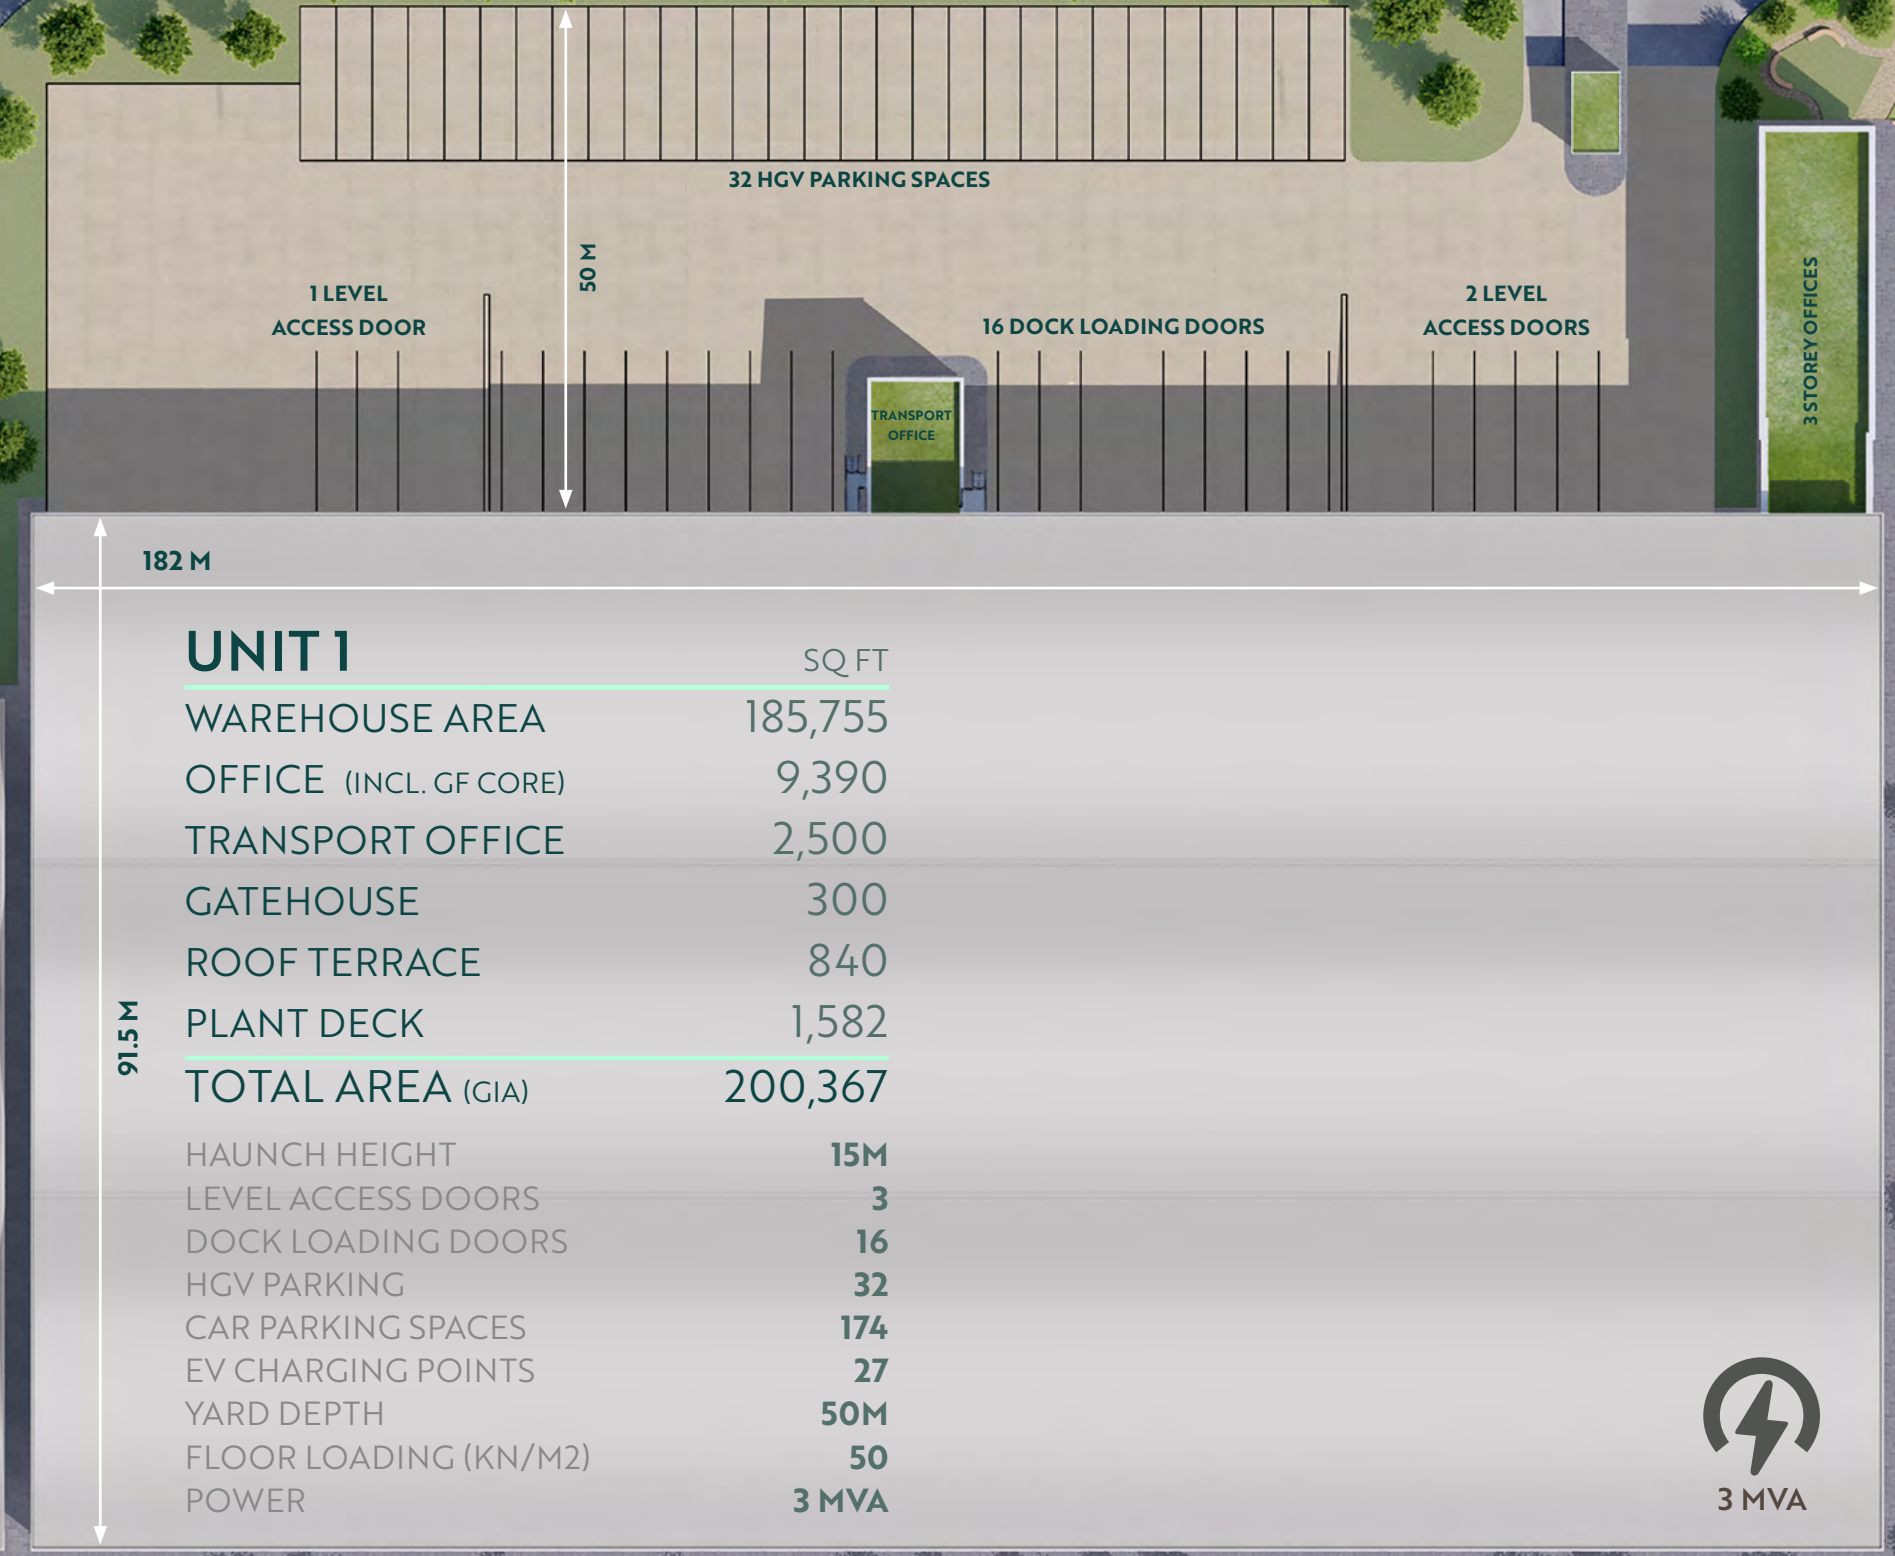 32 HGV PARKING SPACES
50 M
1 LEVEL
ACCESS DOOR
16 DOCK LOADING DOORS
2 LEVEL
ACCESS DOORS
3 STOREY OFFICES
TRANSPORT
OFFICE
182 M
91.5 M
UNIT 1 SQ FT
WAREHOUSE AREA 185,755
OFFICE (INCL. GF CORE) 9,390
TRANSPORT OFFICE 2,500
GATEHOUSE 300
ROOF TERRACE 840
PLANT DECK 1,582
TOTAL AREA (GIA) 200,367
HAUNCH HEIGHT 15M
LEVEL ACCESS DOORS 3
DOCK LOADING DOORS 16
HGV PARKING 32
CAR PARKING SPACES 174
EV CHARGING POINTS 27
YARD DEPTH 50M
FLOOR LOADING (KN/M2) 50
POWER 3 MVA
3 MVA